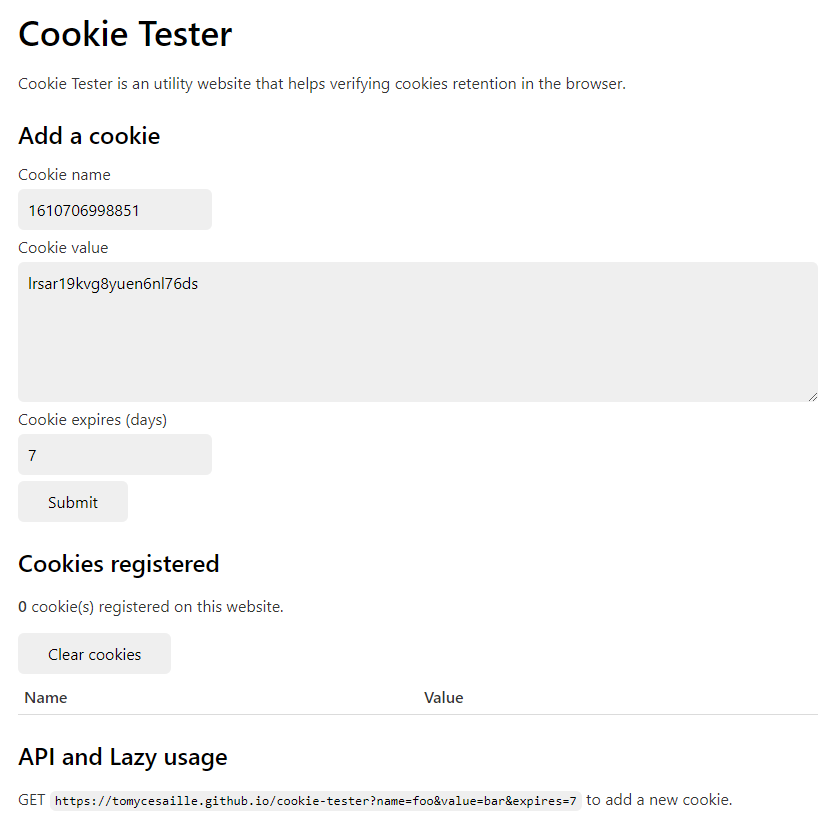 Cookie Tester
Cookie Tester is an utility website that helps verifying cookies retention in the browser.
Add a cookie
Cookie name
1610706998851
Cookie value
lrsar19kvg8yuen6nl76ds
Cookie expires (days)
7
Submit
Cookies registered
0 cookie(s) registered on this website.
Clear cookies
Name Value
API and Lazy usage
GET https://tomycesaille.github.io/cookie-tester?name=foo&value=bar&expires=7 to add a new cookie.